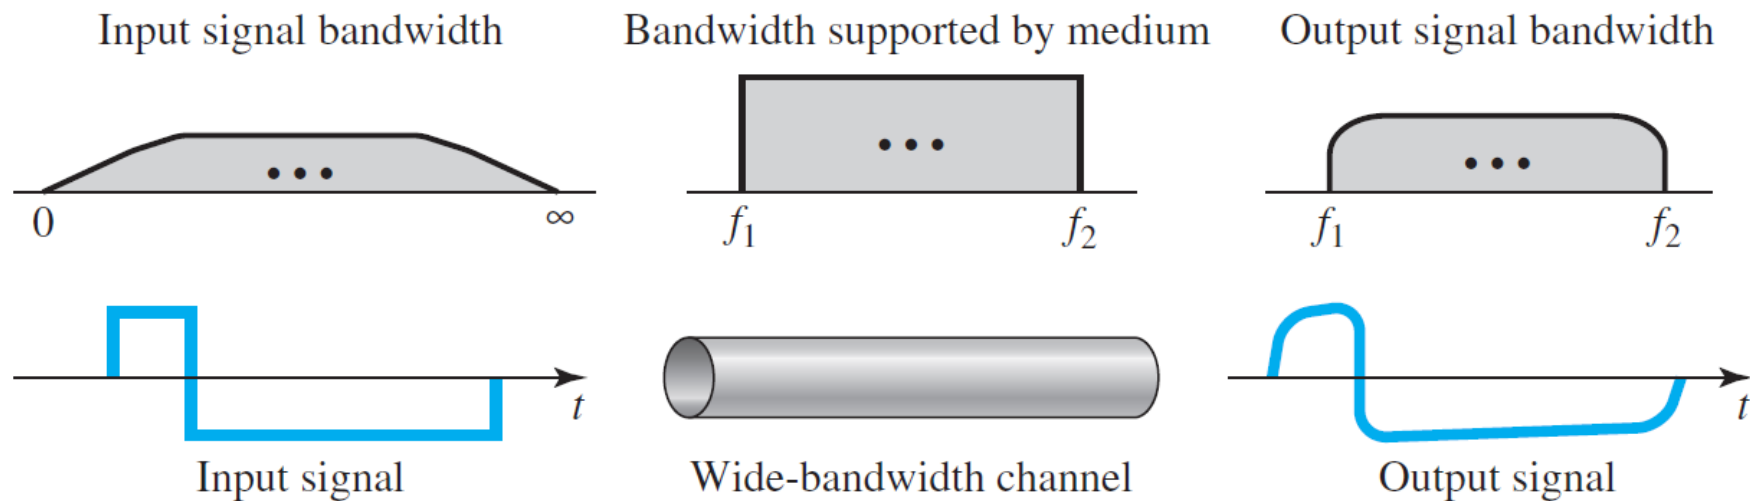 Input signal bandwidth
Bandwidth supported by medium
Output signal bandwidth
0
∞
f₁
f₂
f₁
f₂
t
t
Input signal
Wide-bandwidth channel
Output signal